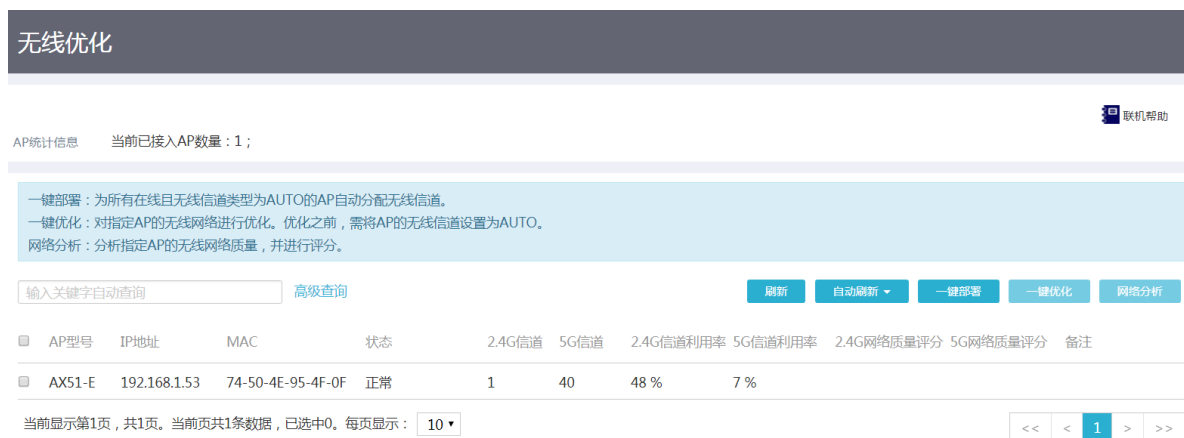 无线优化
联机帮助
AP统计信息 当前已接入AP数量：1；
一键部署：为所有在线且无线信道类型为AUTO的AP自动分配无线信道。
一键优化：对指定AP的无线网络进行优化。优化之前，需将AP的无线信道设置为AUTO。
网络分析：分析指定AP的无线网络质量，并进行评分。
输入关键字自动查询 高级查询 刷新 自动刷新 一键部署 一键优化 网络分析
AP型号 IP地址 MAC 状态 2.4G信道 5G信道 2.4G信道利用率 5G信道利用率 2.4G网络质量评分 5G网络质量评分 备注
AX51-E 192.168.1.53 74-50-4E-95-4F-0F 正常 1 40 48 % 7 %
当前显示第1页，共1页。当前页共1条数据，已选中0。每页显示： 10 << < 1 > >>